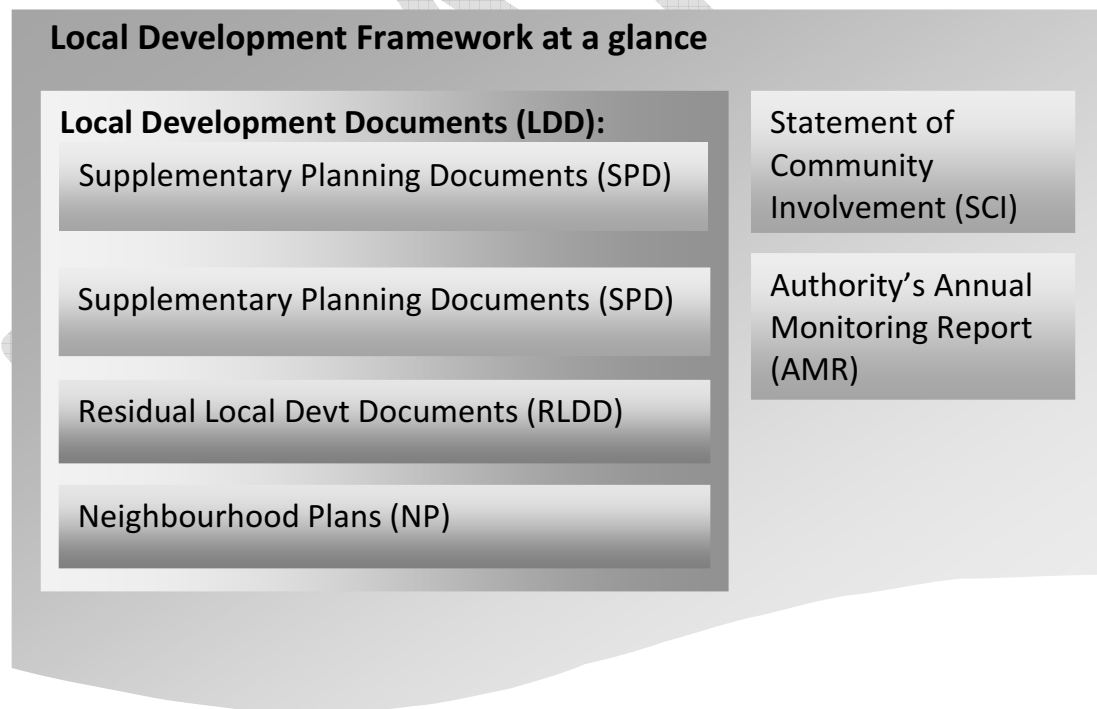 Local Development Framework at a glance
Local Development Documents (LDD):
Supplementary Planning Documents (SPD)
Supplementary Planning Documents (SPD)
Residual Local Devt Documents (RLDD)
Neighbourhood Plans (NP)
Statement of
Community
Involvement (SCI)
Authority’s Annual
Monitoring Report
(AMR)